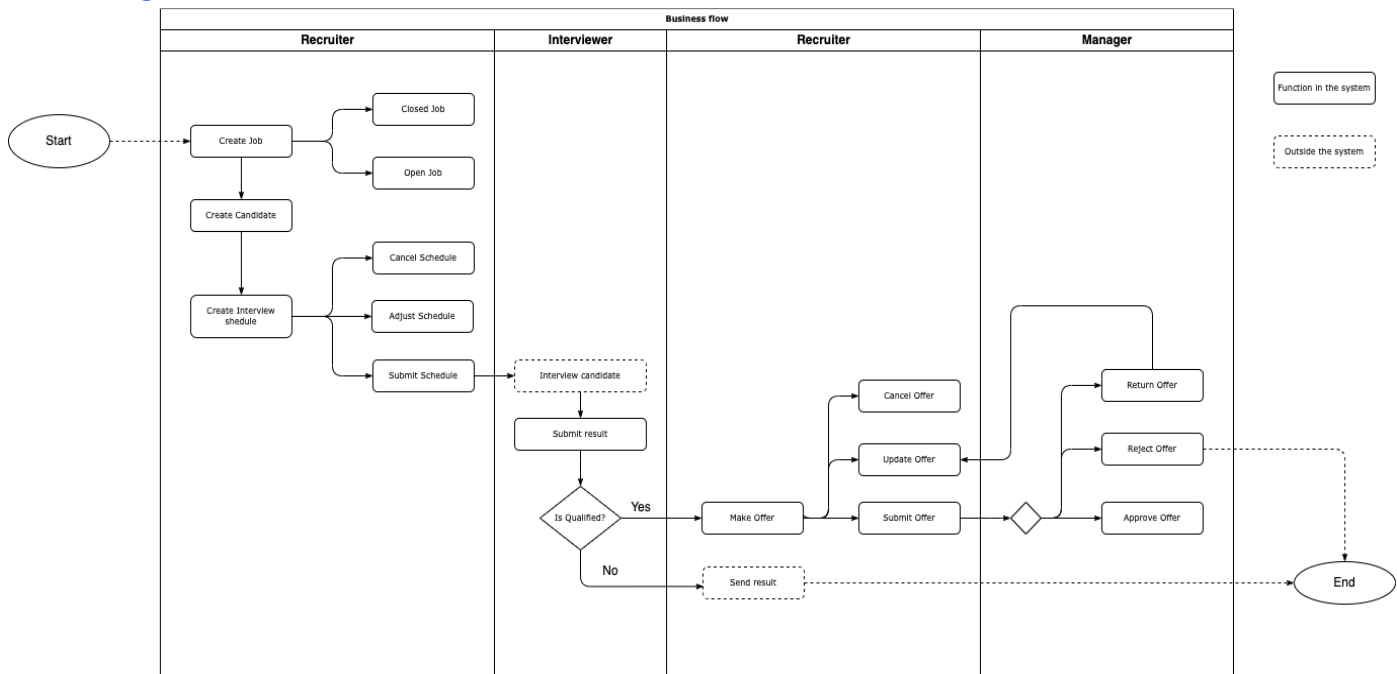 Business flow
Recruiter
Interviewer
Recruiter
Manager
Start
Create Job
Closed Job
Open Job
Create Candidate
Create Interview
shedule
Cancel Schedule
Adjust Schedule
Submit Schedule
Interview candidate
Submit result
Is Qualified?
Yes
No
Make Offer
Cancel Offer
Update Offer
Submit Offer
Send result
Return Offer
Reject Offer
Approve Offer
End
Function in the system
Outside the system